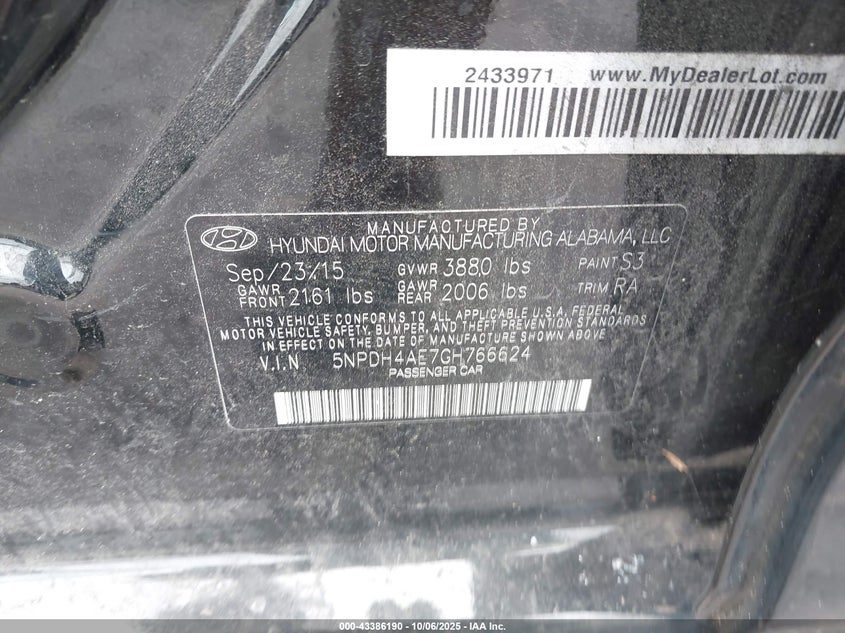 2433971 www.MyDealerLot.com
MANUFACTURED BY
HYUNDAI MOTOR MANUFACTURING ALABAMA, LLC
Sep/23/15 GVWR 3880 lbs PAINT S3
GAWR FRONT 2161 lbs GAWR REAR 2006 lbs TRIM RA
THIS VEHICLE CONFORMS TO ALL APPLICABLE U.S.A. FEDERAL
MOTOR VEHICLE SAFETY, BUMPER, AND THEFT PREVENTION STANDARDS
IN EFFECT ON THE DATE OF MANUFACTURE SHOWN ABOVE.
V.I.N 5NPDH4AE7GH766624
PASSENGER CAR
000-43386190 - 10/06/2025 - IAA Inc.